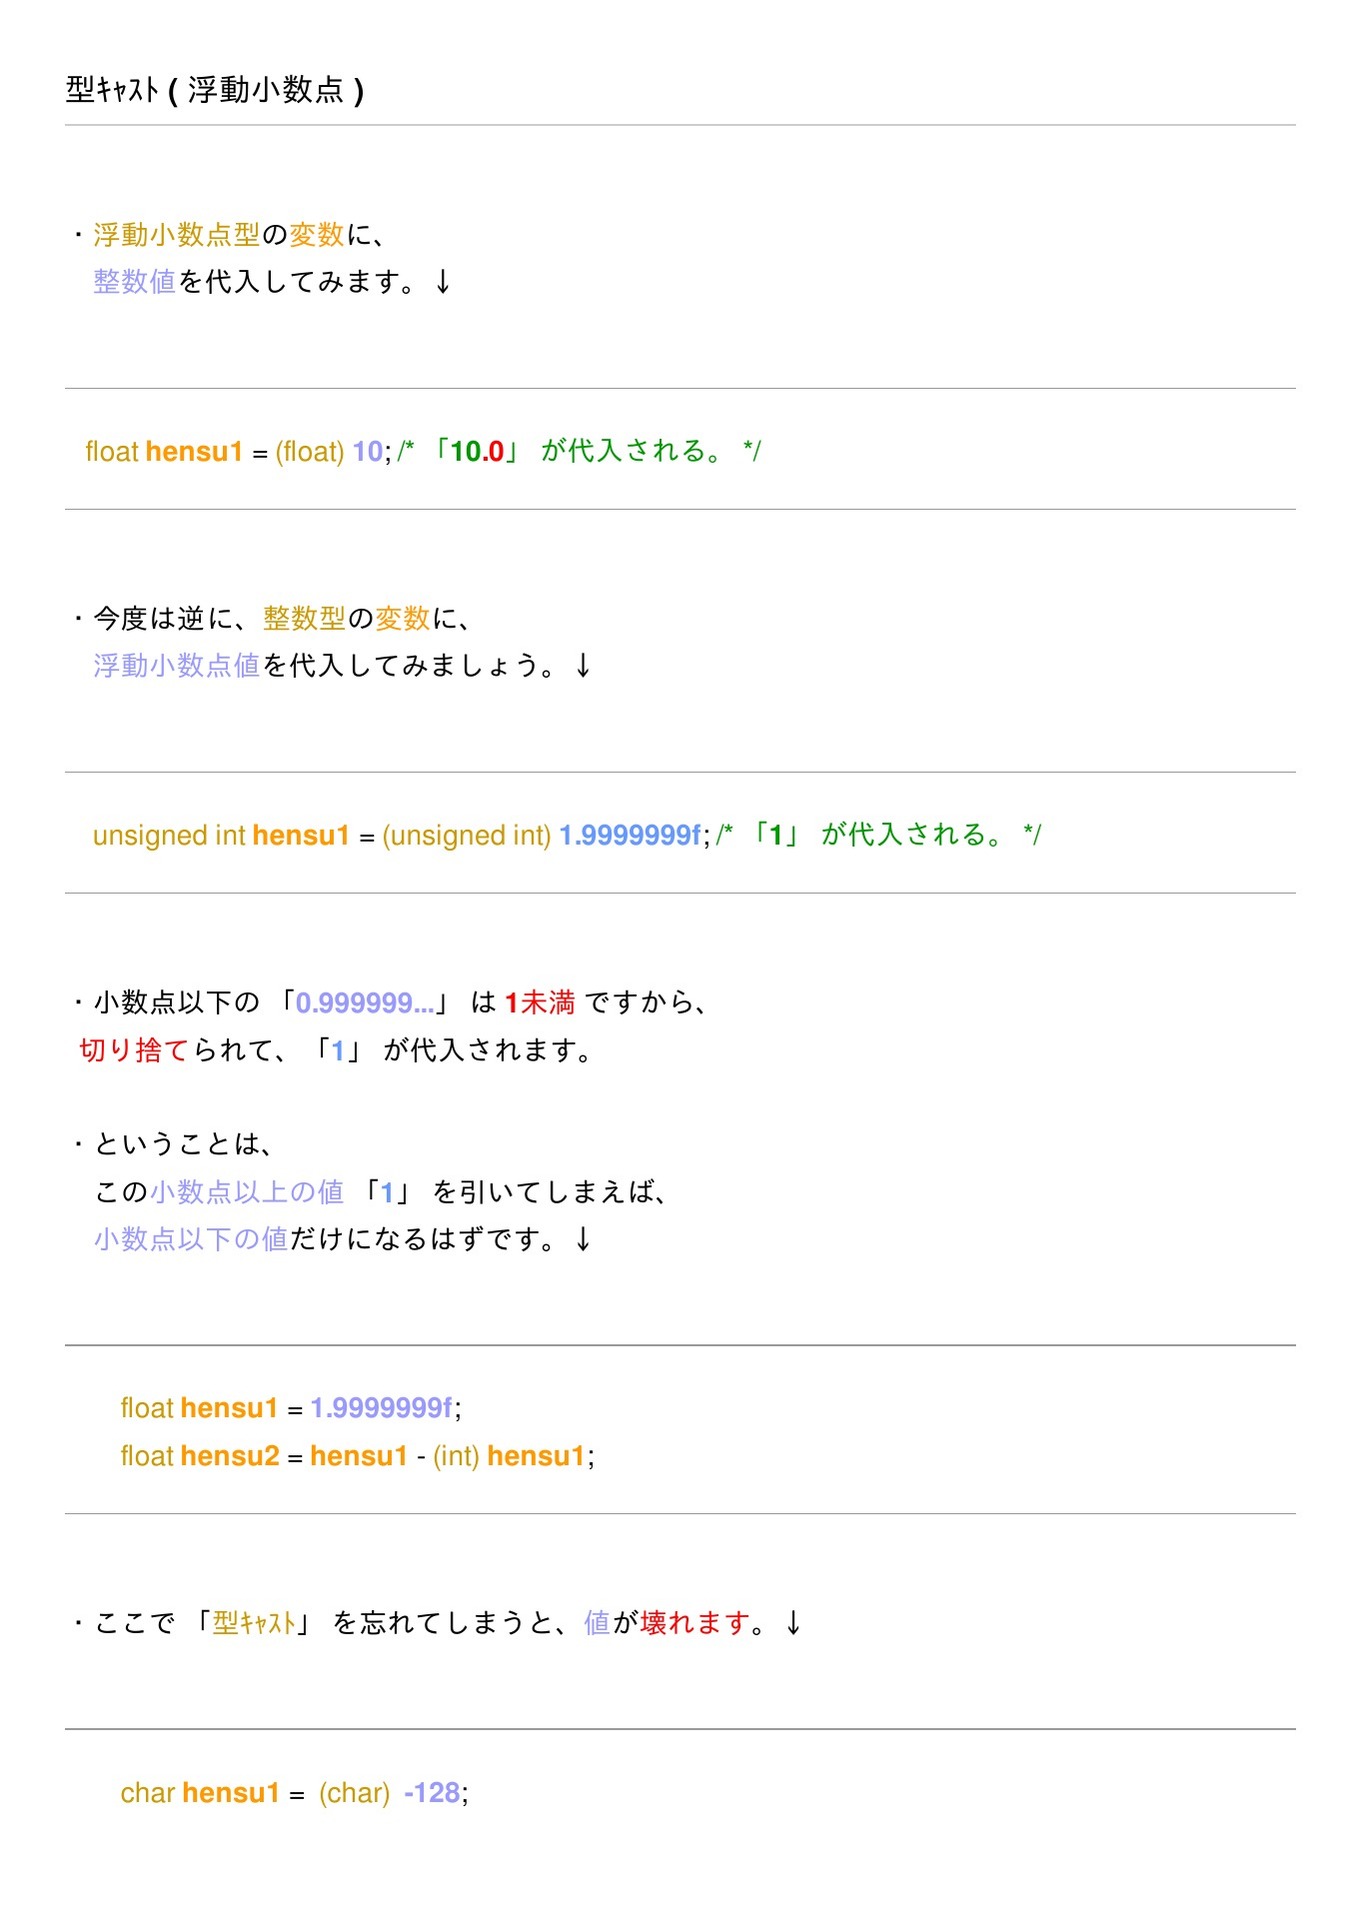 型ｷｬｽﾄ ( 浮動小数点 )
・浮動小数点型の変数に、
整数値を代入してみます。↓
float hensu1 = (float) 10; /* 「10.0」 が代入される。 */
・今度は逆に、整数型の変数に、
浮動小数点値を代入してみましょう。↓
unsigned int hensu1 = (unsigned int) 1.9999999f; /* 「1」 が代入される。 */
・小数点以下の 「0.999999...」 は 1未満 ですから、
切り捨てられて、「1」 が代入されます。
・ということは、
この小数点以上の値 「1」 を引いてしまえば、
小数点以下の値だけになるはずです。↓
float hensu1 = 1.9999999f;
float hensu2 = hensu1 - (int) hensu1;
・ここで 「型ｷｬｽﾄ」 を忘れてしまうと、値が壊れます。↓
char hensu1 = (char) -128;